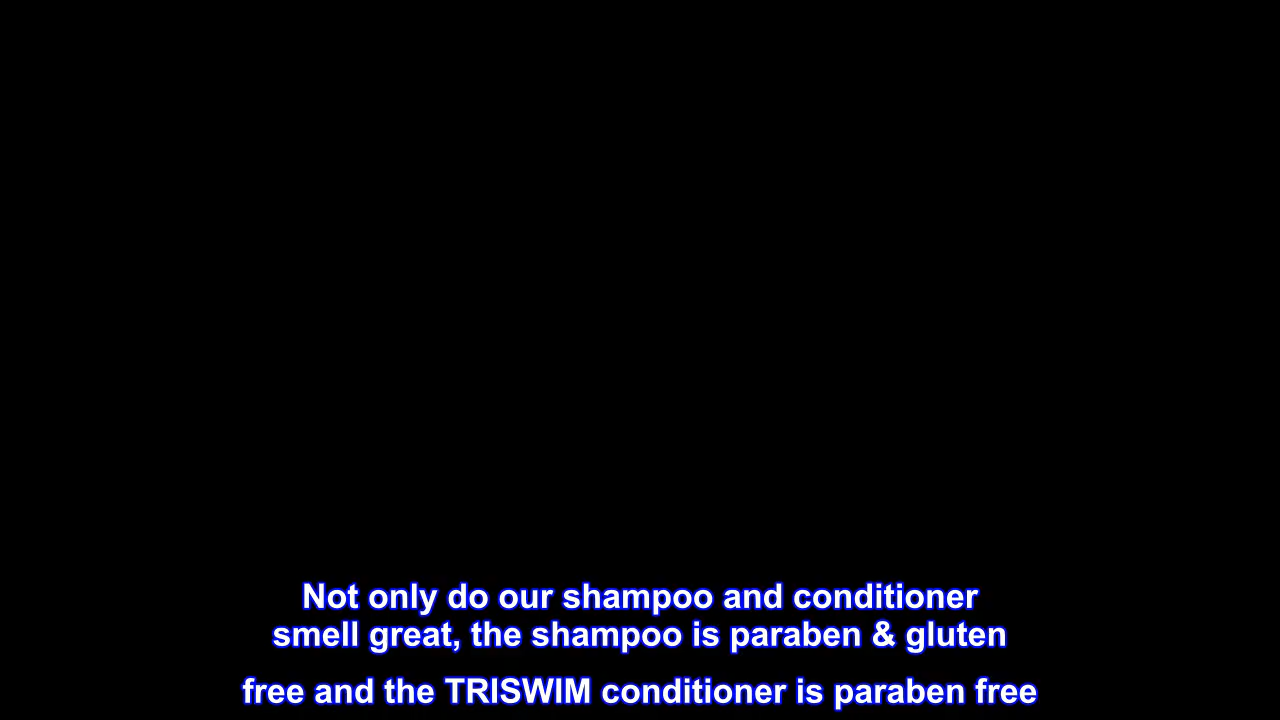 Not only do our shampoo and conditioner
smell great, the shampoo is paraben & gluten
free and the TRISWIM conditioner is paraben free